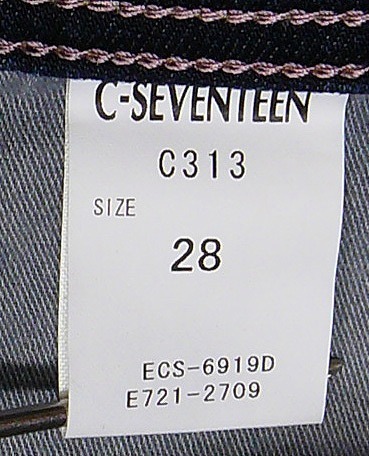 C-SEVENTEEN
C313
SIZE
28
ECS-6919D
E721-2709